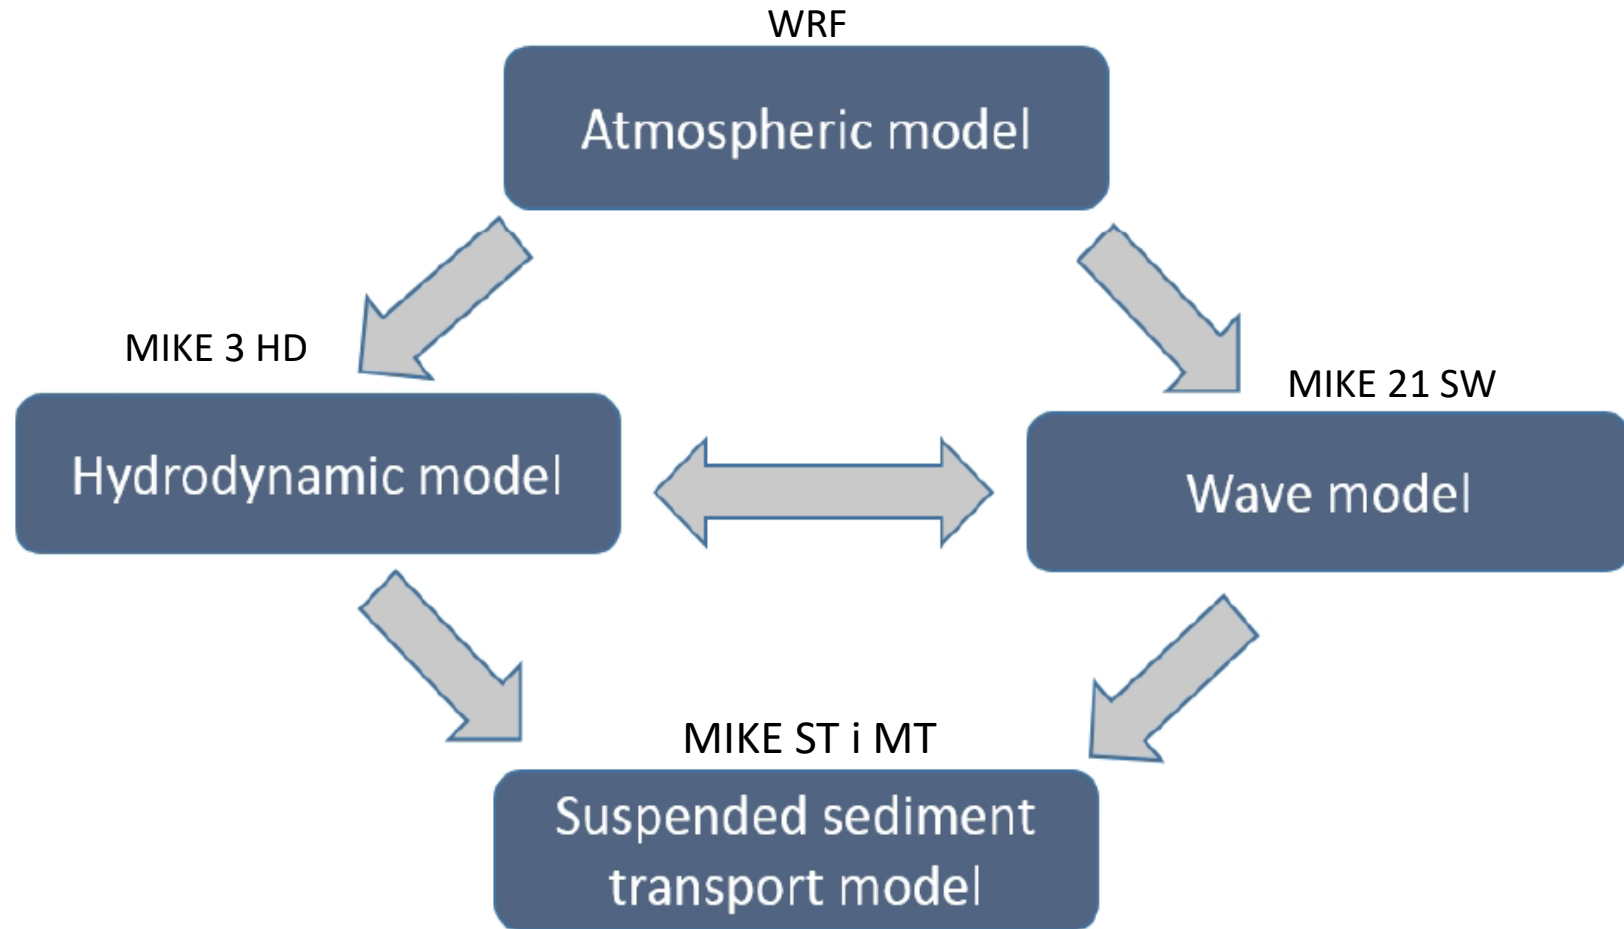 WRF
Atmospheric model
MIKE 3 HD
Hydrodynamic model
MIKE 21 SW
Wave model
MIKE ST i MT
Suspended sediment
transport model